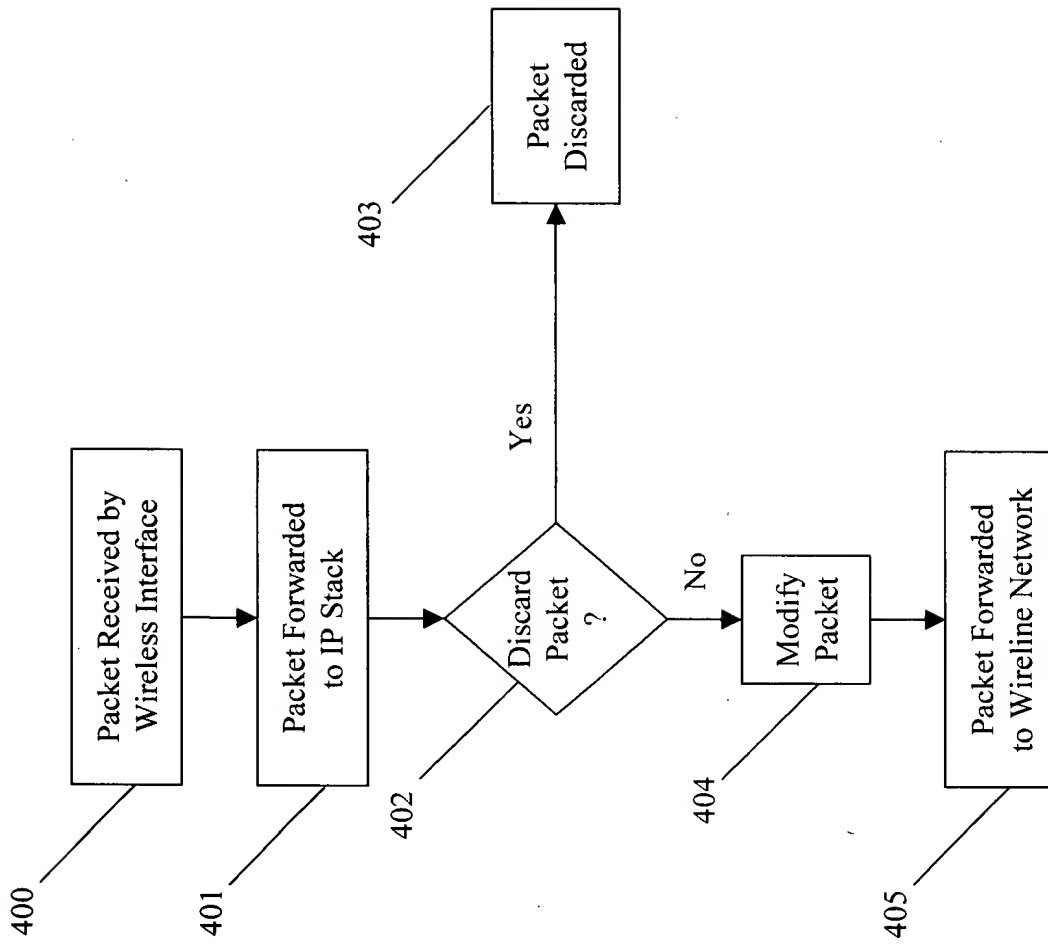 400
Packet Received by
Wireless Interface
401
Packet Forwarded
to IP Stack
402
Discard
Packet
?
Yes
403
Packet
Discarded
No
404
Modify
Packet
405
Packet Forwarded
to Wireline Network